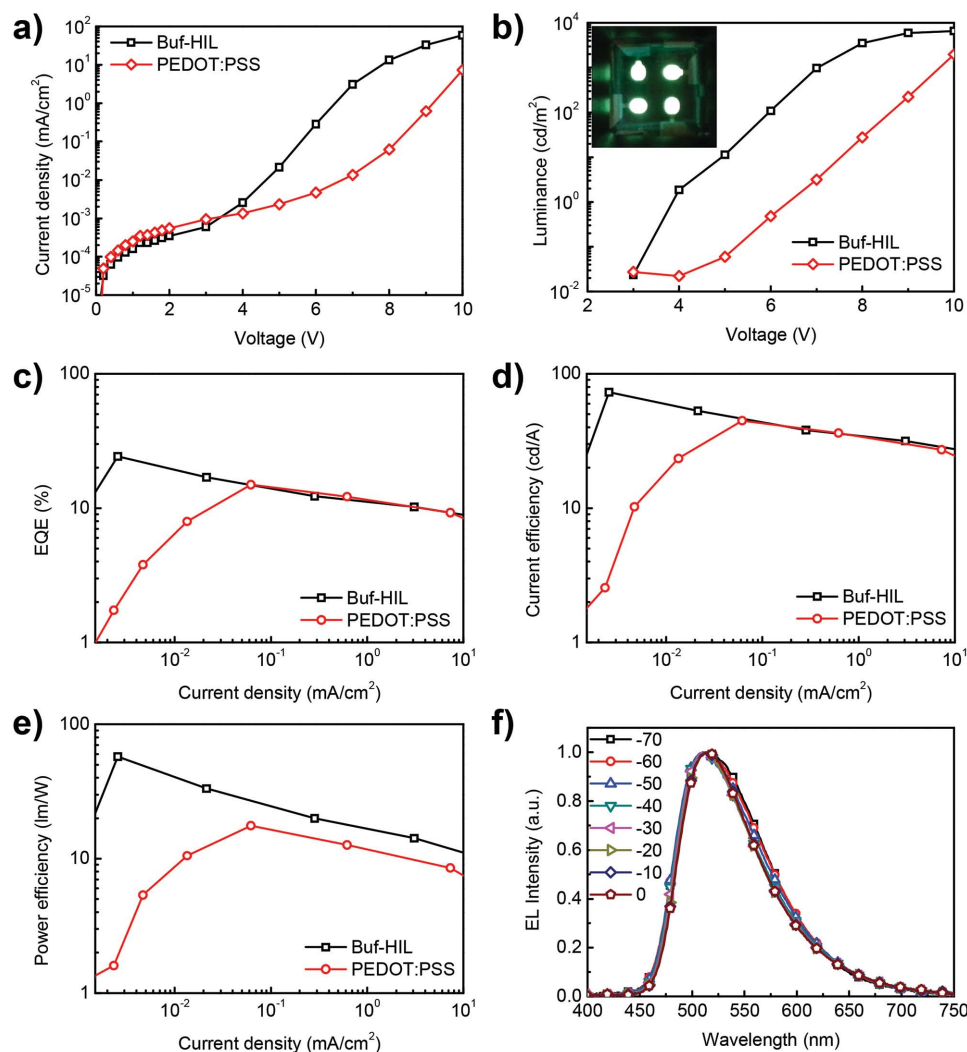 a)
Buf-HIL
PEDOT:PSS
Current density (mA/cm²)
10²
10¹
10⁰
10⁻¹
10⁻²
10⁻³
10⁻⁴
10⁻⁵
0 2 4 6 8 10
Voltage (V)
b)
Luminance (cd/m²)
10⁴
10²
10⁰
10⁻²
Buf-HIL
PEDOT:PSS
2 3 4 5 6 7 8 9 10
Voltage (V)
c)
EQE (%)
100
10
1
Buf-HIL
PEDOT:PSS
10⁻² 10⁻¹ 10⁰ 10¹
Current density (mA/cm²)
d)
Current efficiency (cd/A)
100
10
1
Buf-HIL
PEDOT:PSS
10⁻² 10⁻¹ 10⁰ 10¹
Current density (mA/cm²)
e)
Power efficiency (lm/W)
100
10
1
Buf-HIL
PEDOT:PSS
10⁻² 10⁻¹ 10⁰ 10¹
Current density (mA/cm²)
f)
EL Intensity (a.u.)
1.0
0.8
0.6
0.4
0.2
0.0
-70
-60
-50
-40
-30
-20
-10
0
400 450 500 550 600 650 700 750
Wavelength (nm)